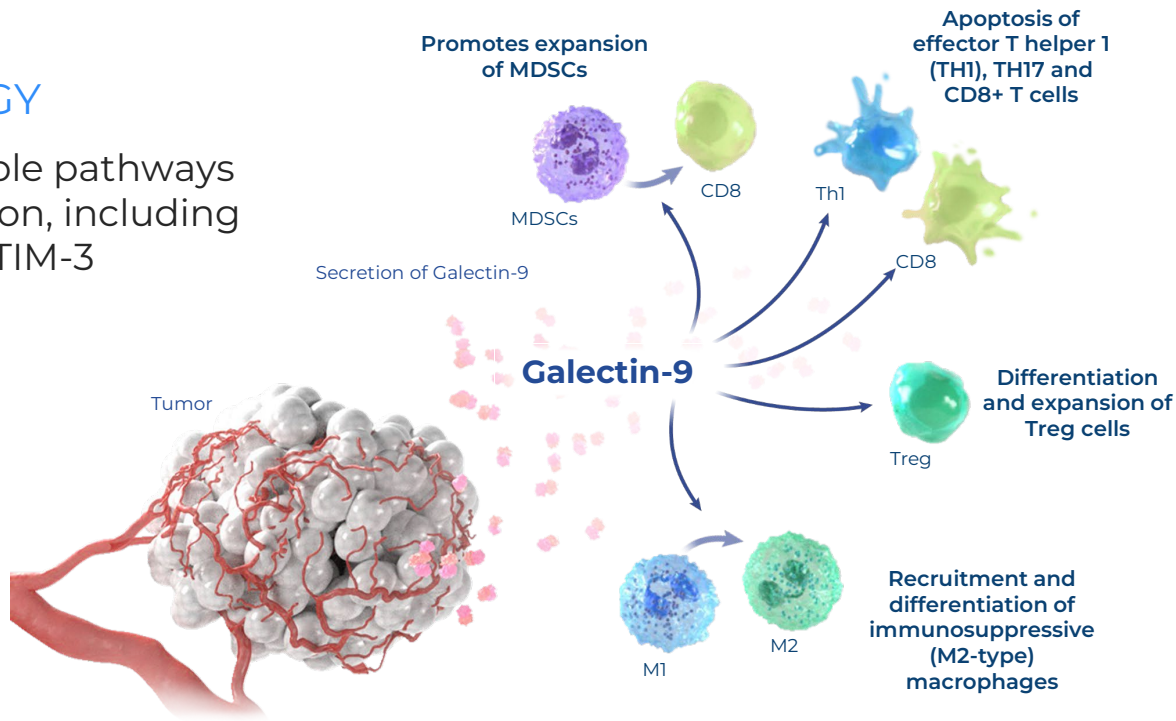 GY
ple pathways
on, including
TIM-3
Promotes expansion
of MDSCs
Apoptosis of
effector T helper 1
(TH1), TH17 and
CD8+ T cells
MDSCs
CD8
Th1
CD8
Secretion of Galectin-9
Galectin-9
Tumor
Differentiation
and expansion of
Treg cells
Treg
M1
M2
Recruitment and
differentiation of
immunosuppressive
(M2-type)
macrophages